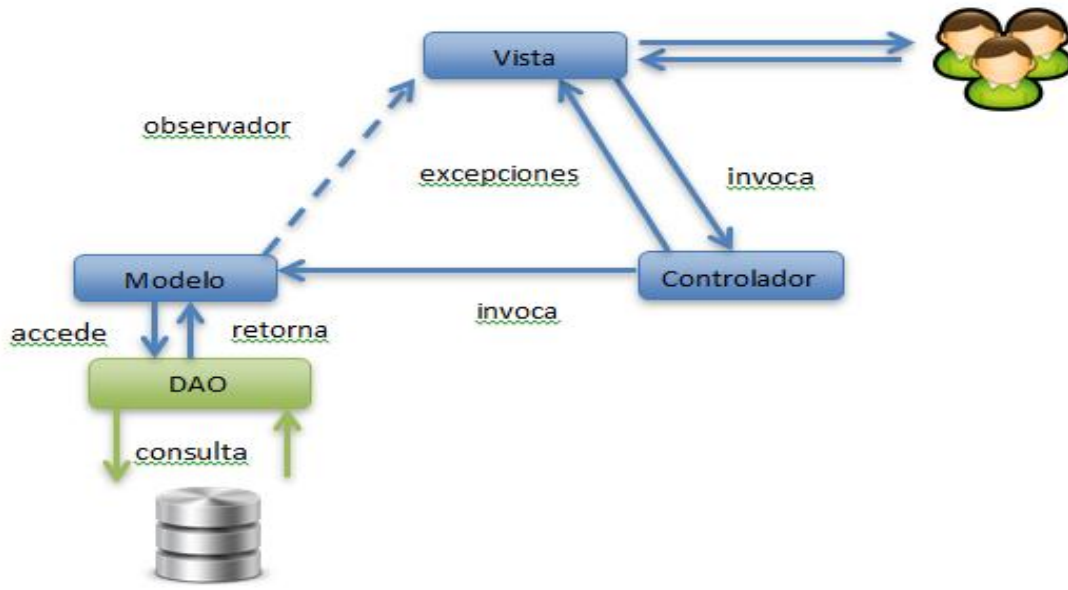 Vista
observador
excepciones
invoca
Modelo
Controlador
invoca
accede
retorna
DAO
consulta